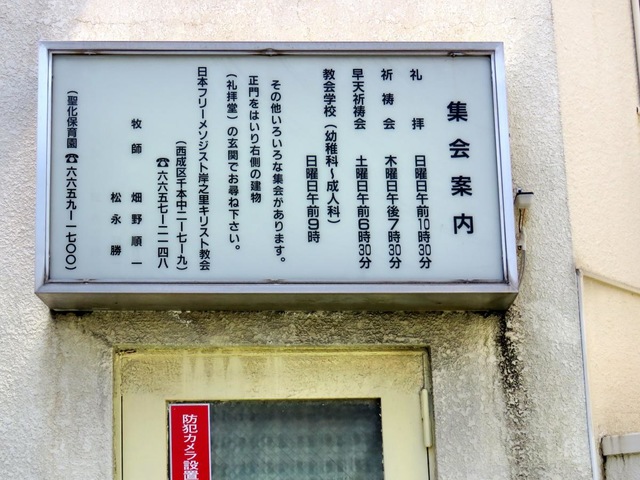 集会案内
礼拝 日曜日午前10時30分
祈祷会 木曜日午後7時30分
早天祈祷会 土曜日午前6時30分
教会学校(幼稚科〜成人科)
日曜日午前9時
その他いろいろな集会があります。
正門をはいり右側の建物
(礼拝堂)の玄関でお尋ね下さい。
日本フリーメソジスト岸之里キリスト教会
(西成区千本中二ー七ー九)
☎六六五七ー二一四八
牧師 畑野順一
松永勝
(聖化保育園☎六六五九ー一七〇〇)
防犯カメラ設置